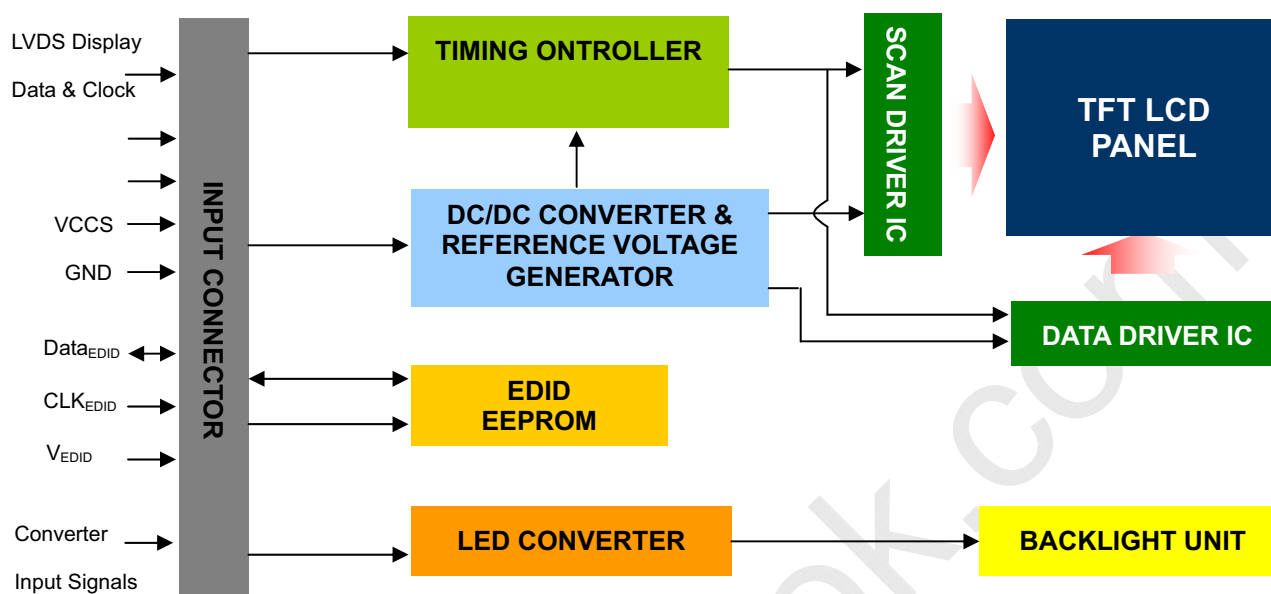 LVDS Display
Data & Clock
VCCS
GND
DataEDID
CLKEDID
VEDID
Converter
Input Signals
INPUT CONNECTOR
TIMING ONTROLLER
DC/DC CONVERTER &
REFERENCE VOLTAGE
GENERATOR
EDID
EEPROM
LED CONVERTER
SCAN DRIVER IC
TFT LCD
PANEL
DATA DRIVER IC
BACKLIGHT UNIT